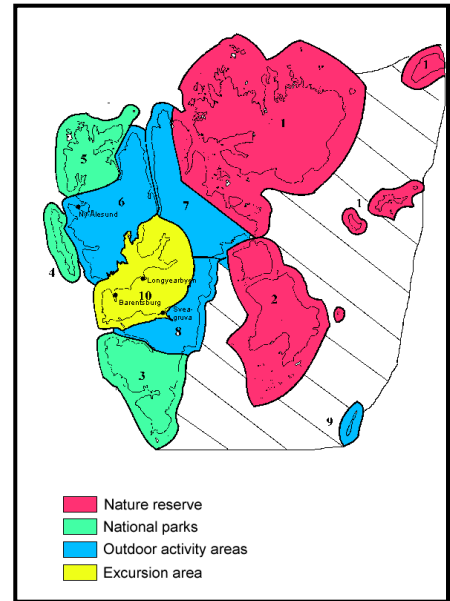 1
1
5
6
7
Ny-Ålesund
1
4
Longyearbyen
10
Barentsburg
2
Svea-
gruva
8
3
9
Nature reserve
National parks
Outdoor activity areas
Excursion area